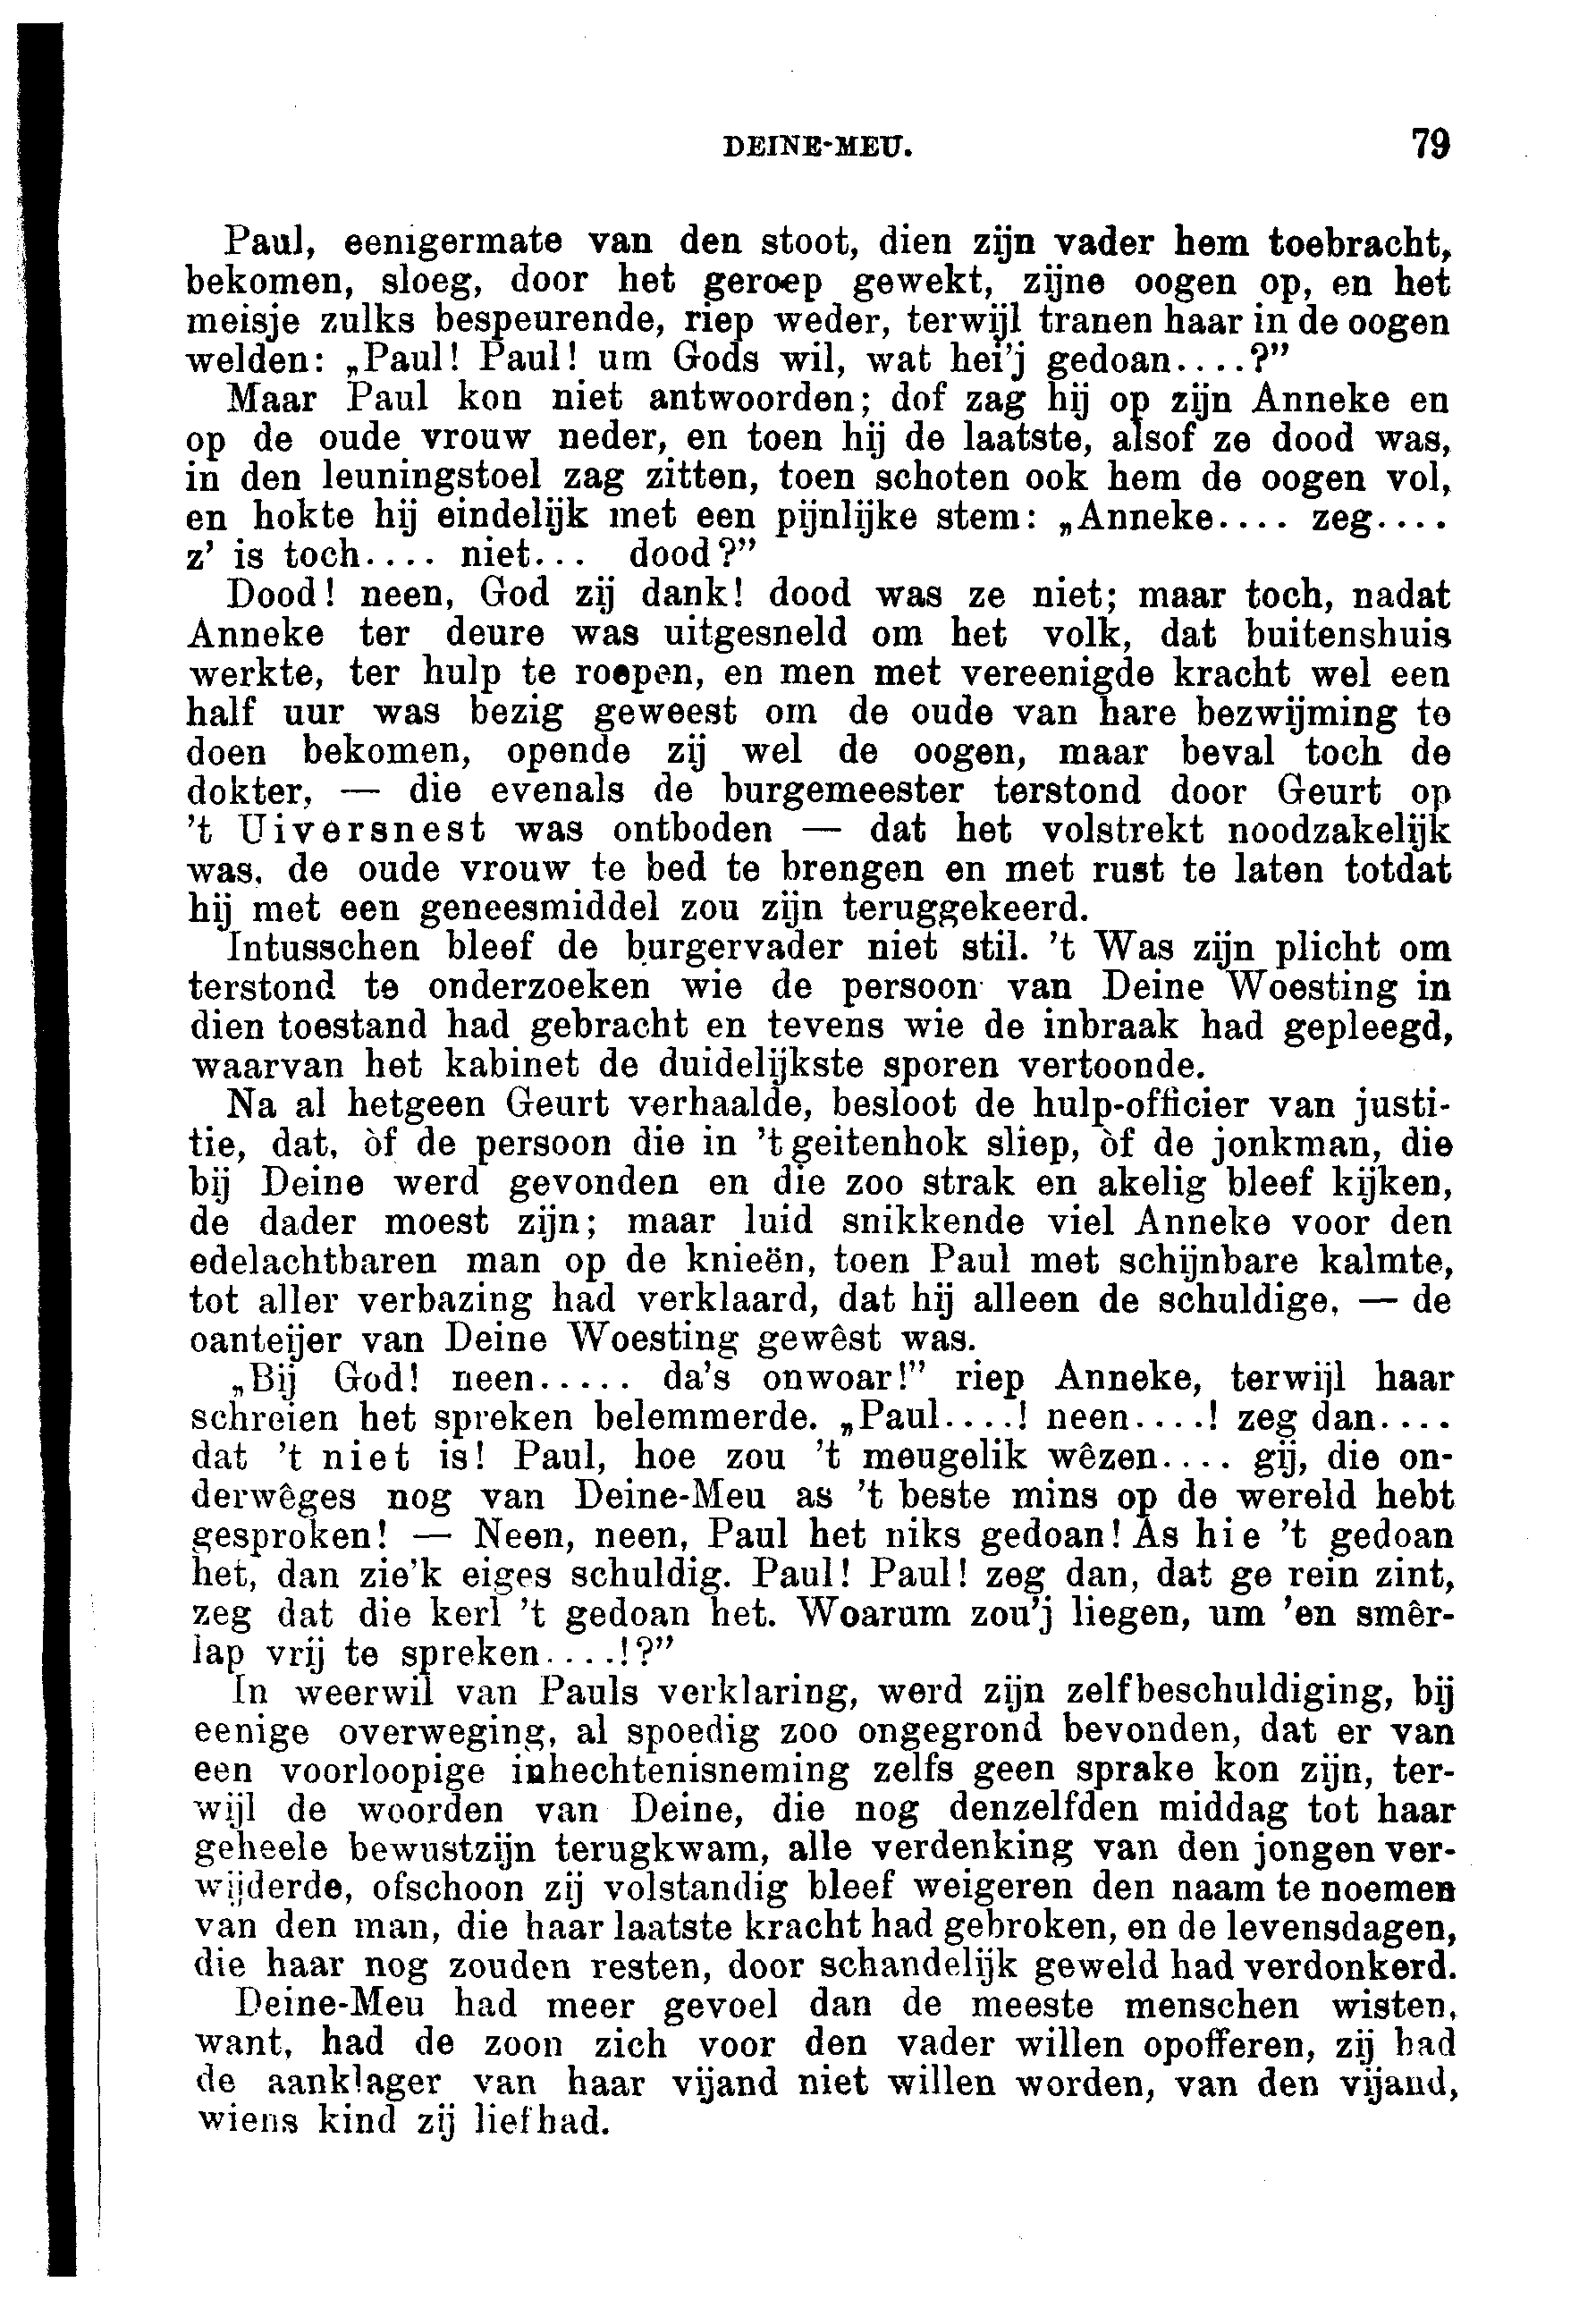 DEINE-MEU. 79
Paul, eenigermate van den stoot, dien zijn vader hem toebracht,
bekomen, sloeg, door het geroep gewekt, zijne oogen op, en het
meisje zulks bespeurende, riep weder, terwijl tranen haar in de oogen
welden: „Paul! Paul! um Gods wil, wat hei'j gedoan....?”
Maar Paul kon niet antwoorden; dof zag hij op zijn Anneke en
op de oude vrouw neder, en toen hij de laatste, alsof ze dood was,
in den leuningstoel zag zitten, toen schoten ook hem de oogen vol,
en hokte hij eindelijk met een pijnlijke stem: „Anneke.... zeg....
z' is toch.... niet... dood?”
Dood! neen, God zij dank! dood was ze niet; maar toch, nadat
Anneke ter deure was uitgesneld om het volk, dat buitenshuis
werkte, ter hulp te roepen, en men met vereenigde kracht wel een
half uur was bezig geweest om de oude van hare bezwijming te
doen bekomen, opende zij wel de oogen, maar beval toch de
dokter, — die evenals de burgemeester terstond door Geurt op
't Uiversnest was ontboden — dat het volstrekt noodzakelijk
was, de oude vrouw te bed te brengen en met rust te laten totdat
hij met een geneesmiddel zou zijn teruggekeerd.
Intusschen bleef de burgervader niet stil. 't Was zijn plicht om
terstond te onderzoeken wie de persoon van Deine Woesting in
dien toestand had gebracht en tevens wie de inbraak had gepleegd,
waarvan het kabinet de duidelijkste sporen vertoonde.
Na al hetgeen Geurt verhaalde, besloot de hulp-officier van justi-
tie, dat, òf de persoon die in 't geitenhok sliep, òf de jonkman, die
bij Deine werd gevonden en die zoo strak en akelig bleef kijken,
de dader moest zijn; maar luid snikkende viel Anneke voor den
edelachtbaren man op de knieën, toen Paul met schijnbare kalmte,
tot aller verbazing had verklaard, dat hij alleen de schuldige, — de
oanteijer van Deine Woesting gewêst was.
„Bij God! neen..... da's onwoar!” riep Anneke, terwijl haar
schreien het spreken belemmerde. „Paul....! neen....! zeg dan....
dat 't niet is! Paul, hoe zou 't meugelik wêzen.... gij, die on-
derwêges nog van Deine-Meu as 't beste mins op de wereld hebt
gesproken! — Neen, neen, Paul het niks gedoan! As hie 't gedoan
het, dan zie'k eiges schuldig. Paul! Paul! zeg dan, dat ge rein zint,
zeg dat die kerl 't gedoan het. Woarum zou'j liegen, um 'en smêr-
lap vrij te spreken....!?”
In weerwil van Pauls verklaring, werd zijn zelfbeschuldiging, bij
eenige overweging, al spoedig zoo ongegrond bevonden, dat er van
een voorloopige inhechtenisneming zelfs geen sprake kon zijn, ter-
wijl de woorden van Deine, die nog denzelfden middag tot haar
geheele bewustzijn terugkwam, alle verdenking van den jongen ver-
wijderde, ofschoon zij volstandig bleef weigeren den naam te noemen
van den man, die haar laatste kracht had gebroken, en de levensdagen,
die haar nog zouden resten, door schandelijk geweld had verdonkerd.
Deine-Meu had meer gevoel dan de meeste menschen wisten,
want, had de zoon zich voor den vader willen opofferen, zij had
de aanklager van haar vijand niet willen worden, van den vijand,
wiens kind zij liefhad.